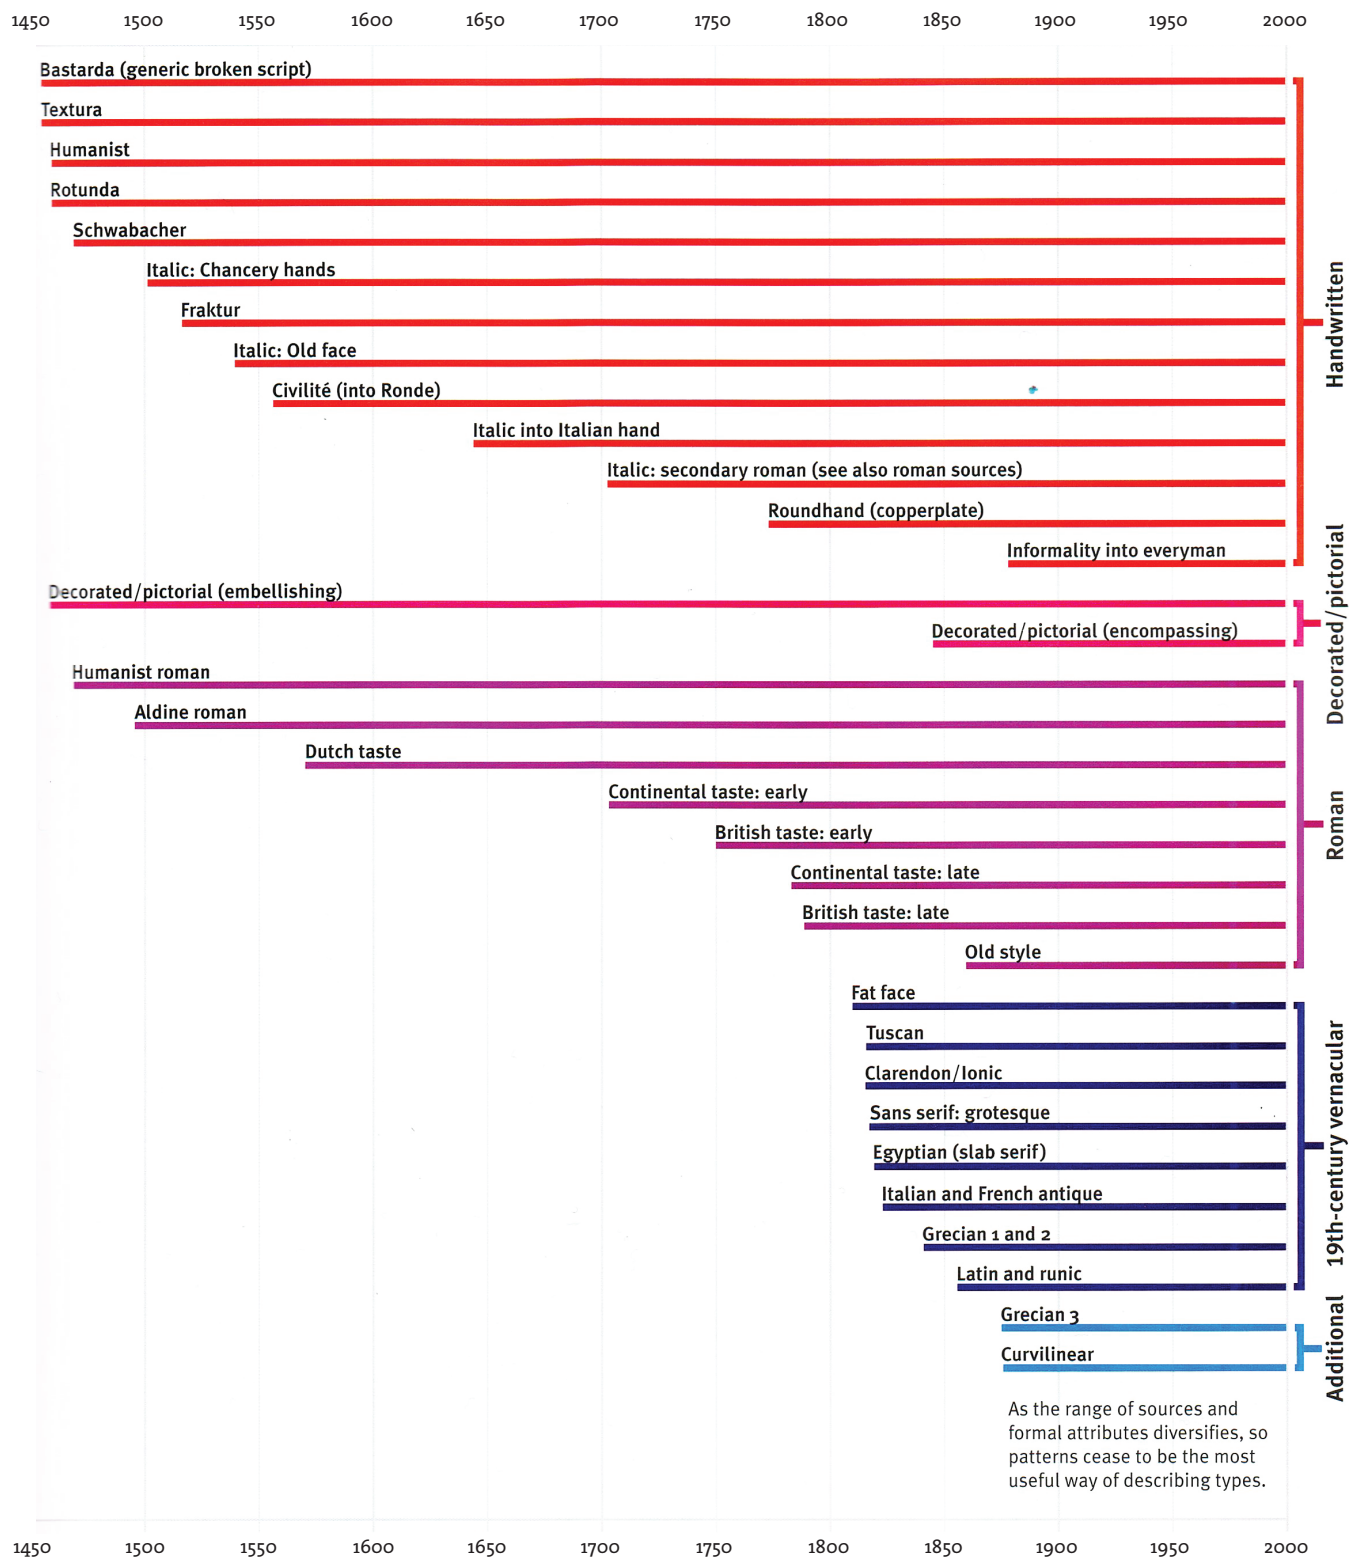 1450 1500 1550 1600 1650 1700 1750 1800 1850 1900 1950 2000
Bastarda (generic broken script)
Textura
Humanist
Rotunda
Schwabacher
Italic: Chancery hands
Fraktur
Italic: Old face
Civilité (into Ronde)
Italic into Italian hand
Italic: secondary roman (see also roman sources)
Roundhand (copperplate)
Informality into everyman
Handwritten
Decorated/pictorial (embellishing)
Decorated/pictorial (encompassing)
Decorated/pictorial
Humanist roman
Aldine roman
Dutch taste
Continental taste: early
British taste: early
Continental taste: late
British taste: late
Old style
Roman
Fat face
Tuscan
Clarendon/Ionic
Sans serif: grotesque
Egyptian (slab serif)
Italian and French antique
Grecian 1 and 2
Latin and runic
19th-century vernacular
Grecian 3
Curvilinear
Additional
As the range of sources and
formal attributes diversifies, so
patterns cease to be the most
useful way of describing types.
1450 1500 1550 1600 1650 1700 1750 1800 1850 1900 1950 2000